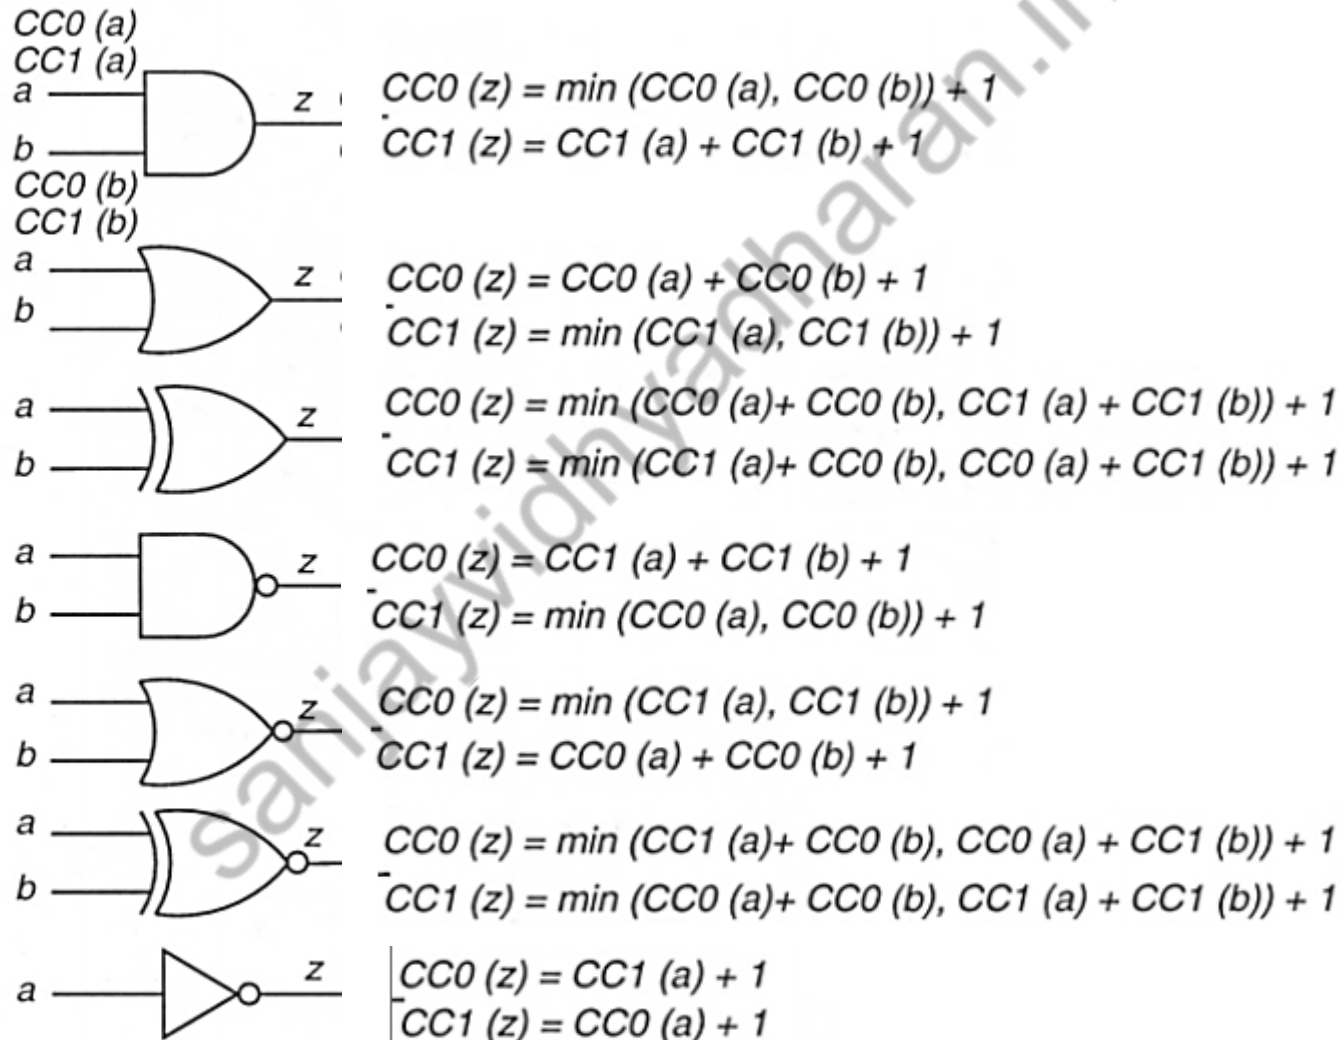 CC0 (a)
CC1 (a)
a
z
b
CC0 (b)
CC1 (b)
CC0 (z) = min (CC0 (a), CC0 (b)) + 1
CC1 (z) = CC1 (a) + CC1 (b) + 1
a
z
b
CC0 (z) = CC0 (a) + CC0 (b) + 1
CC1 (z) = min (CC1 (a), CC1 (b)) + 1
a
z
b
CC0 (z) = min (CC0 (a)+ CC0 (b), CC1 (a) + CC1 (b)) + 1
CC1 (z) = min (CC1 (a)+ CC0 (b), CC0 (a) + CC1 (b)) + 1
a
z
b
CC0 (z) = CC1 (a) + CC1 (b) + 1
CC1 (z) = min (CC0 (a), CC0 (b)) + 1
a
z
b
CC0 (z) = min (CC1 (a), CC1 (b)) + 1
CC1 (z) = CC0 (a) + CC0 (b) + 1
a
z
b
CC0 (z) = min (CC1 (a)+ CC0 (b), CC0 (a) + CC1 (b)) + 1
CC1 (z) = min (CC0 (a)+ CC0 (b), CC1 (a) + CC1 (b)) + 1
a
z
CC0 (z) = CC1 (a) + 1
CC1 (z) = CC0 (a) + 1
sanjayvidhyadharan.in